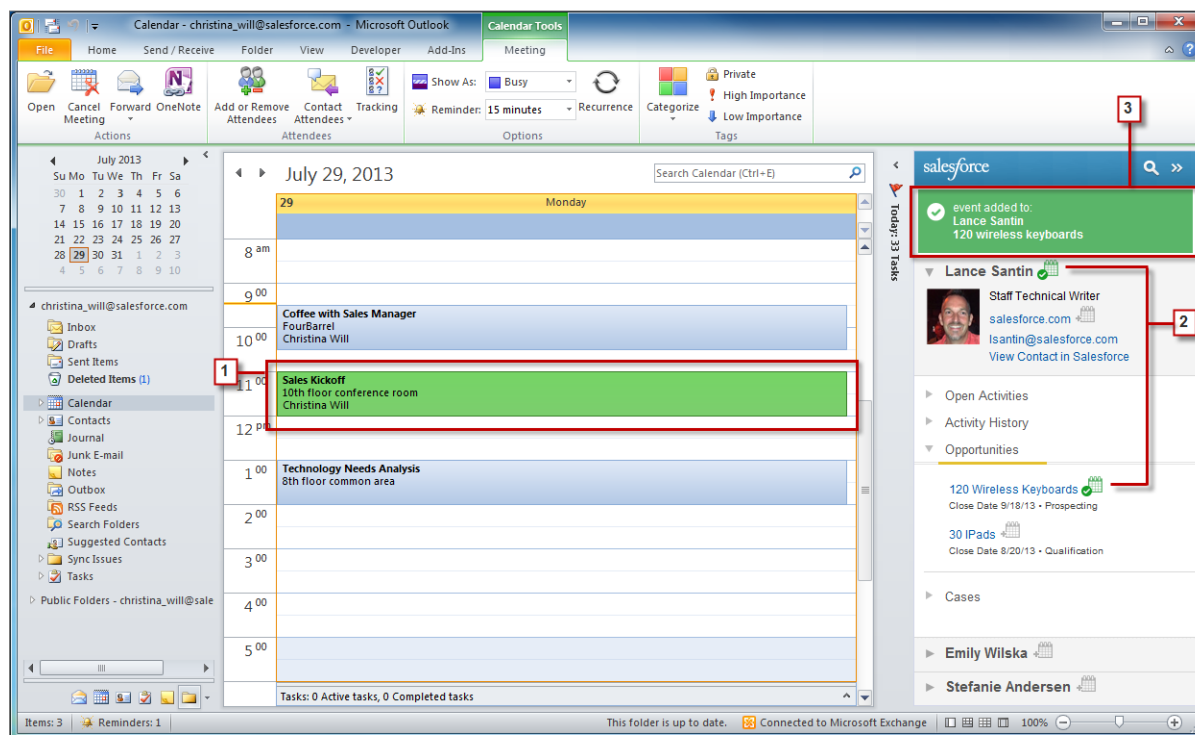 Calendar - christina_will@salesforce.com - Microsoft Outlook
Calendar Tools
File Home Send / Receive Folder View Developer Add-Ins Meeting
Open
Cancel Meeting
Forward
OneNote
Actions
Add or Remove Attendees
Contact Attendees
Tracking
Attendees
Show As: Busy
Reminder: 15 minutes
Recurrence
Options
Categorize
Private
High Importance
Low Importance
Tags
July 2013
Su Mo Tu We Th Fr Sa
30 1 2 3 4 5 6
7 8 9 10 11 12 13
14 15 16 17 18 19 20
21 22 23 24 25 26 27
28 29 30 31 1 2 3
4 5 6 7 8 9 10
christina_will@salesforce.com
Inbox
Drafts
Sent Items
Deleted Items (1)
Calendar
Contacts
Journal
Junk E-mail
Notes
Outbox
RSS Feeds
Search Folders
Suggested Contacts
Sync Issues
Tasks
Public Folders - christina_will@sale
July 29, 2013
Search Calendar (Ctrl+E)
29 Monday
8 am
9 00
Coffee with Sales Manager
FourBarrel
10 00
Christina Will
1
11 00
Sales Kickoff
10th floor conference room
Christina Will
12 pm
1 00
Technology Needs Analysis
8th floor common area
2 00
3 00
4 00
5 00
Tasks: 0 Active tasks, 0 Completed tasks
Today: 33 Tasks
3
salesforce
event added to:
Lance Santin
120 wireless keyboards
Lance Santin
Staff Technical Writer
salesforce.com
lsantin@salesforce.com
View Contact in Salesforce
2
Open Activities
Activity History
Opportunities
120 Wireless Keyboards
Close Date 9/18/13 • Prospecting
30 IPads
Close Date 8/20/13 • Qualification
Cases
Emily Wilska
Stefanie Andersen
Items: 3 Reminders: 1
This folder is up to date. Connected to Microsoft Exchange 100%